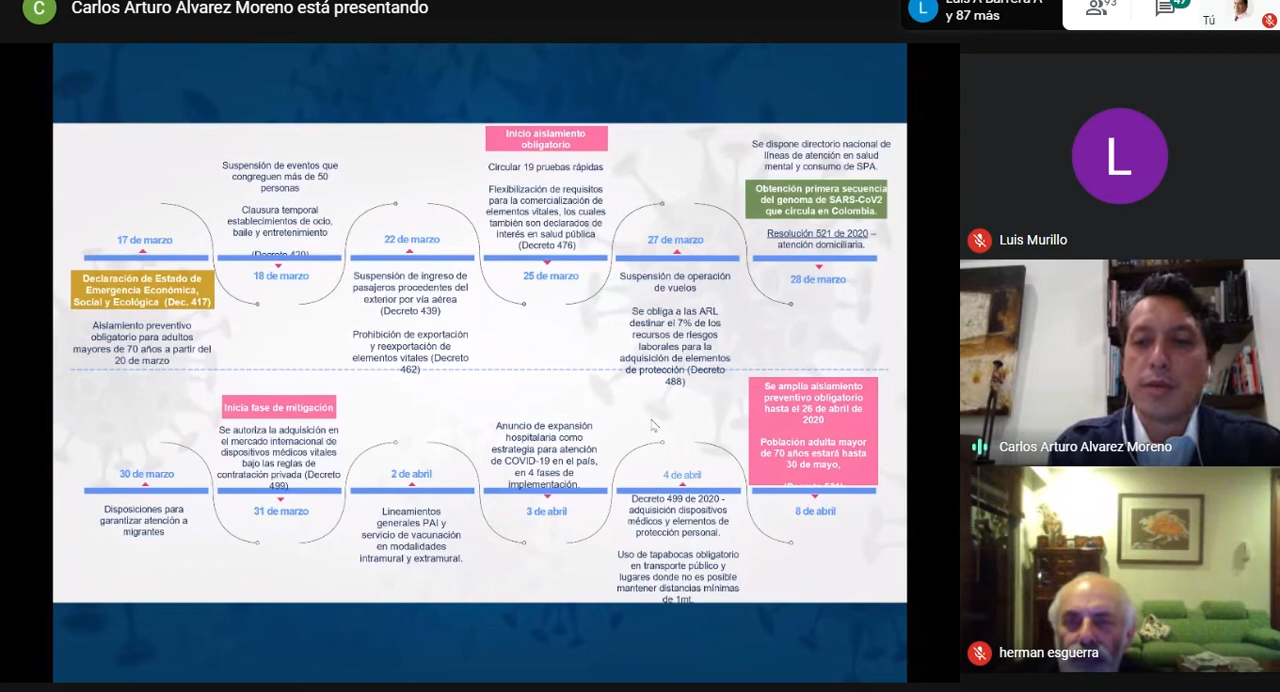 C
Carlos Arturo Alvarez Moreno está presentando
L
y 87 más
93
47
Tú
Inicio aislamiento
obligatorio
Suspensión de eventos que
congreguen más de 50
personas
Clausura temporal
establecimientos de ocio,
baile y entretenimiento
Circular 19 pruebas rápidas
Flexibilización de requisitos
para la comercialización de
elementos vitales, los cuales
también son declarados de
interés en salud pública
(Decreto 476)
Se dispone directorio nacional de
líneas de atención en salud
mental y consumo de SPA.
Obtención primera secuencia
del genoma de SARS-CoV2
que circula en Colombia.
Resolución 521 de 2020 –
atención domiciliaria.
17 de marzo
(Decreto 420)
22 de marzo
27 de marzo
18 de marzo
25 de marzo
28 de marzo
Declaración de Estado de
Emergencia Económica,
Social y Ecológica (Dec. 417)
Aislamiento preventivo
obligatorio para adultos
mayores de 70 años a partir del
20 de marzo
Suspensión de ingreso de
pasajeros procedentes del
exterior por vía aérea
(Decreto 439)
Prohibición de exportación
y reexportación de
elementos vitales (Decreto
462)
Suspensión de operación
de vuelos
Se obliga a las ARL
destinar el 7% de los
recursos de riesgos
laborales para la
adquisición de elementos
de protección (Decreto
488)
Inicia fase de mitigación
Se autoriza la adquisición en
el mercado internacional de
dispositivos médicos vitales
bajo las reglas de
contratación privada (Decreto
499)
Anuncio de expansión
hospitalaria como
estrategia para atención
de COVID-19 en el país,
en 4 fases de
implementación.
Se amplia aislamiento
preventivo obligatorio
hasta el 26 de abril de
2020
Población adulta mayor
de 70 años estará hasta
30 de mayo,
30 de marzo
2 de abril
4 de abril
31 de marzo
3 de abril
8 de abril
Disposiciones para
garantizar atención a
migrantes
Lineamientos
generales PAI y
servicio de vacunación
en modalidades
intramural y extramural.
Decreto 499 de 2020 -
adquisición dispositivos
médicos y elementos de
protección personal.
Uso de tapabocas obligatorio
en transporte público y
lugares donde no es posible
mantener distancias mínimas
de 1mt.
L
Luis Murillo
Carlos Arturo Alvarez Moreno
herman esguerra